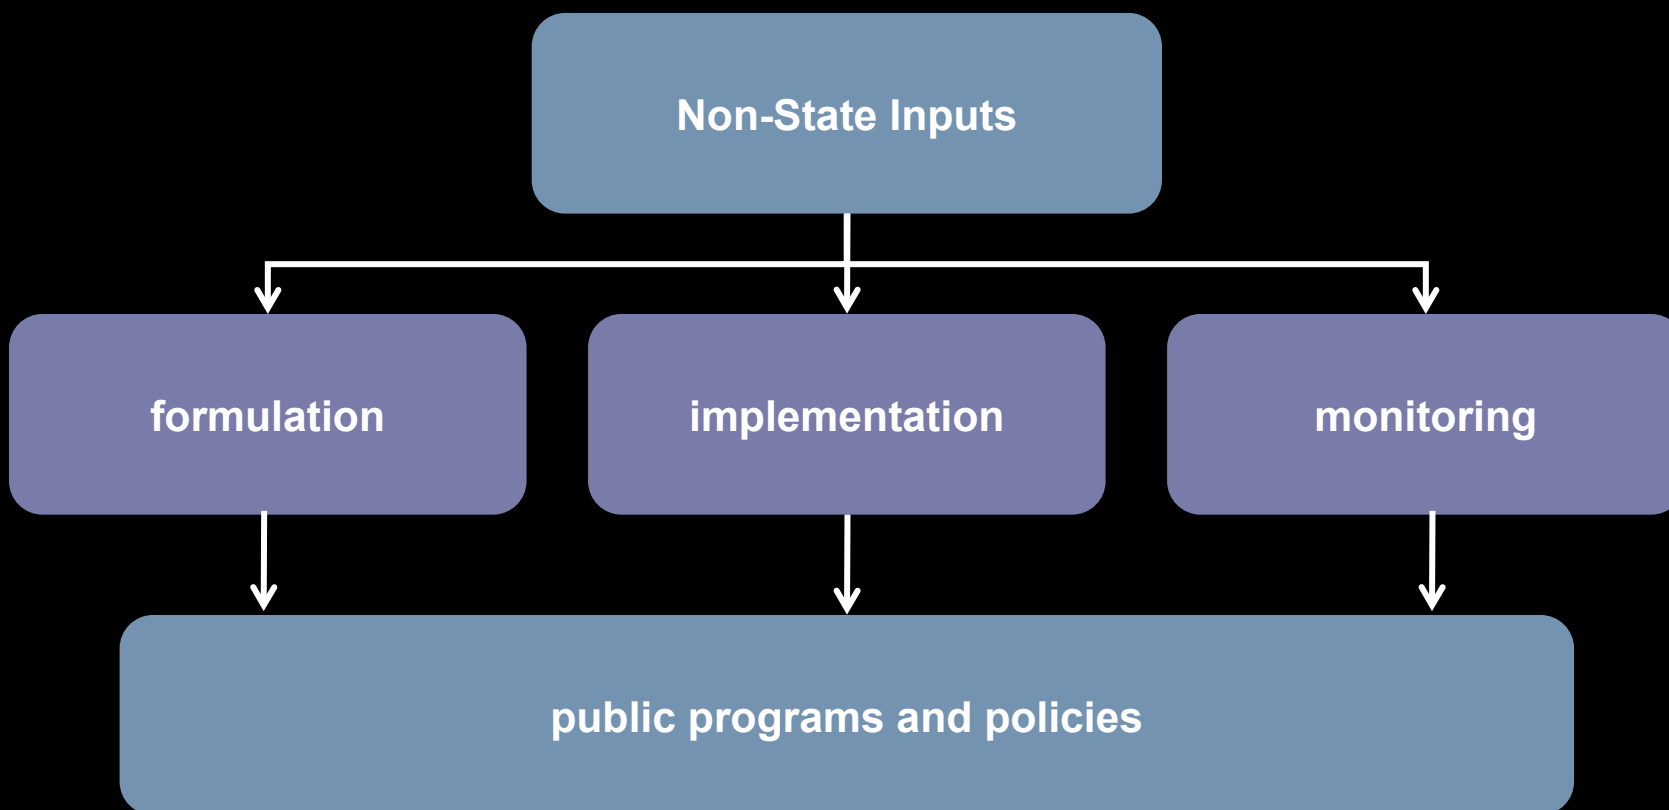 Non-State Inputs
formulation
implementation
monitoring
public programs and policies